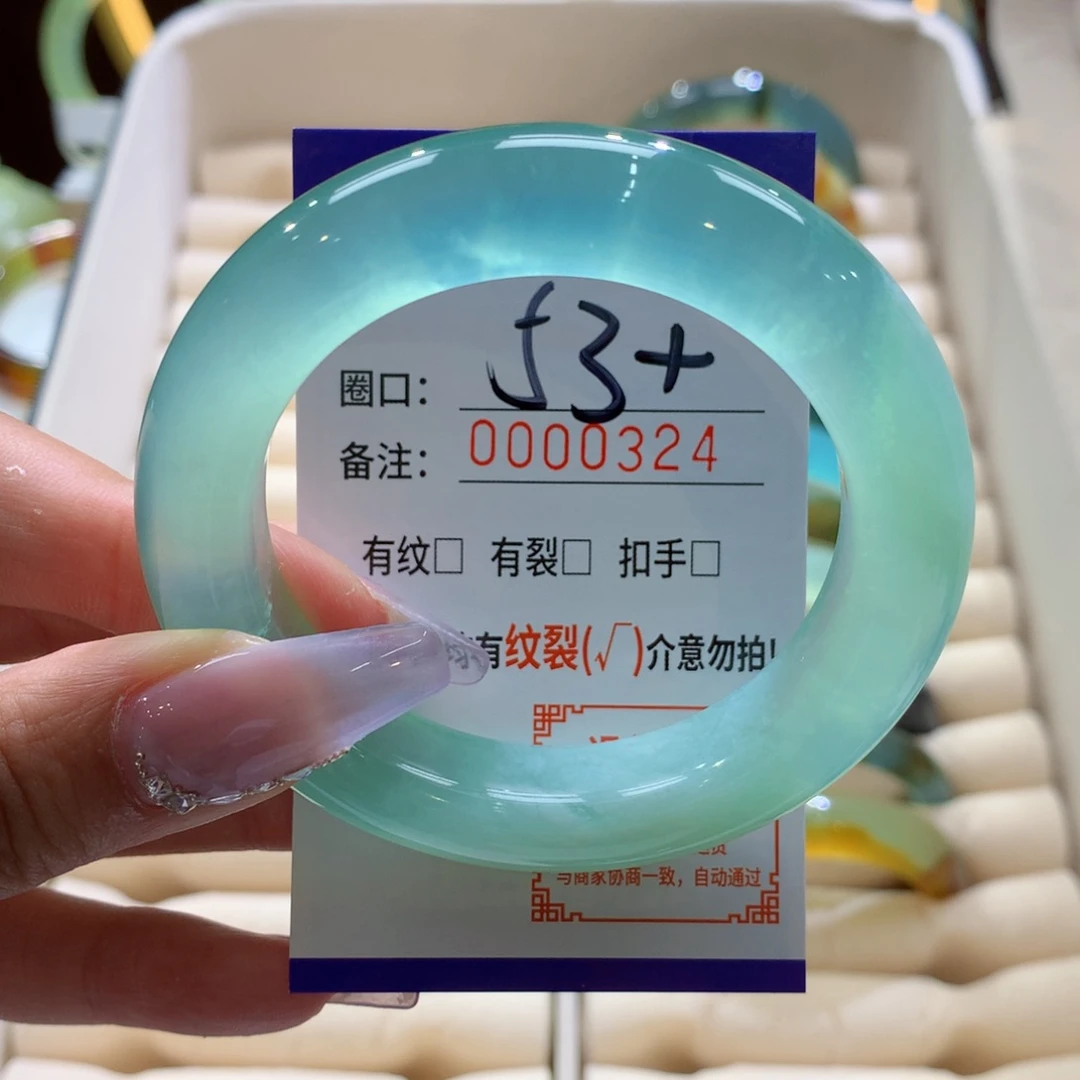 圈口： 53+
备注： 0000324
有纹□ 有裂□ 扣手□
有纹裂(√)介意勿拍!
与商家协商一致，自动通过